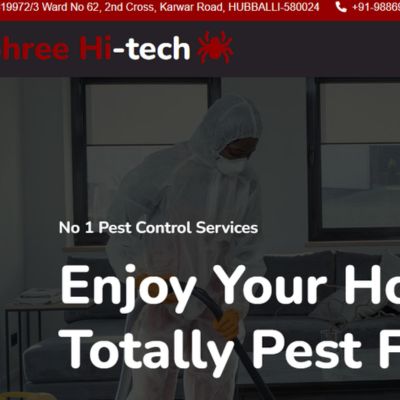 19972/3 Ward No 62, 2nd Cross, Karwar Road, HUBBALLI-580024 +91-9886
hree Hi-tech
No 1 Pest Control Services
Enjoy Your Ho
Totally Pest F